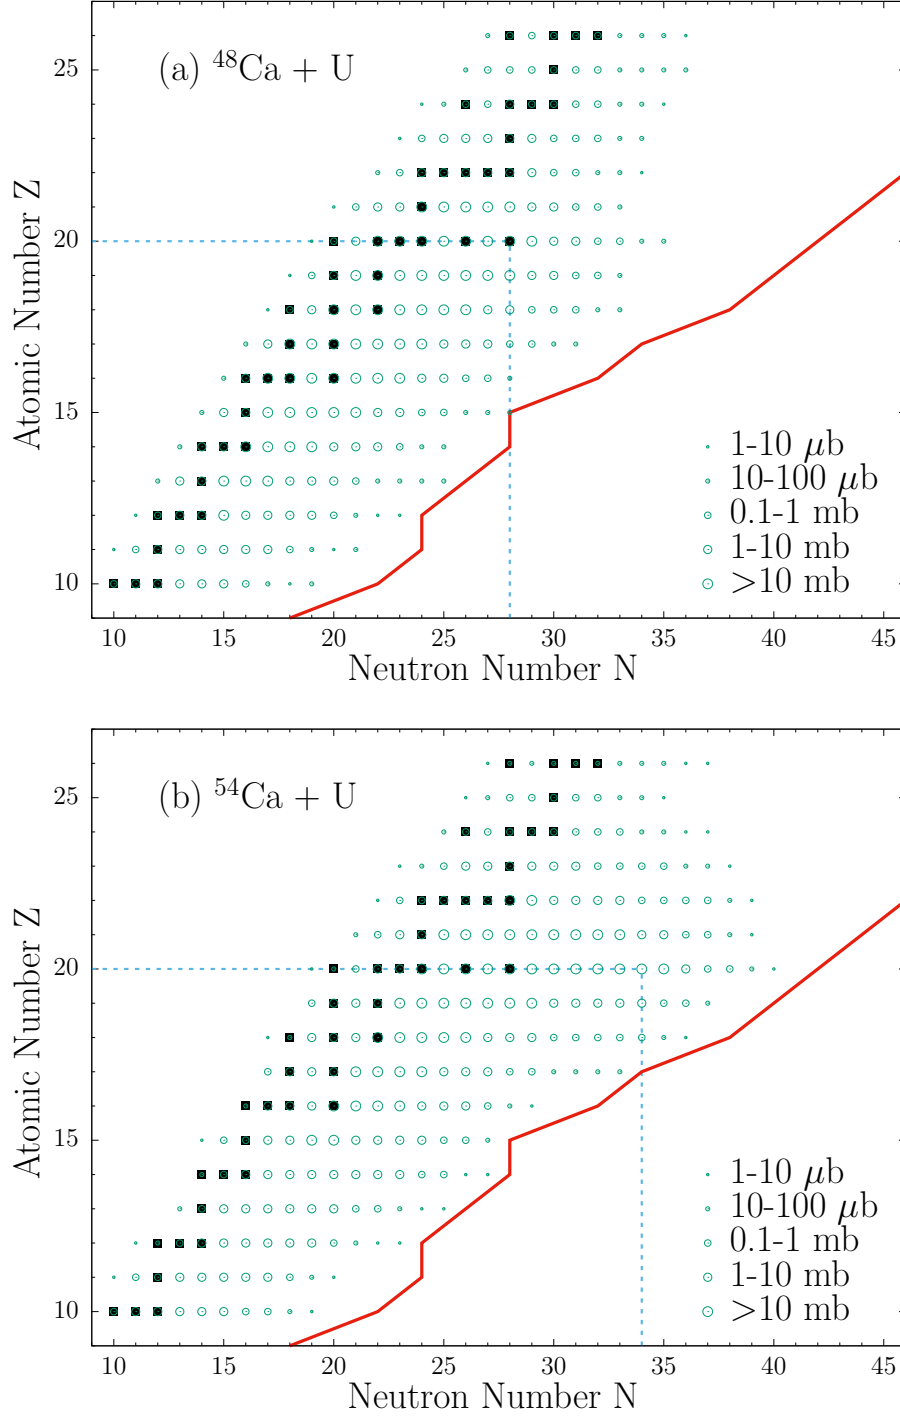 (a) ⁴⁸Ca + U
25
20
15
10
Atomic Number Z
1-10 μb
10-100 μb
0.1-1 mb
1-10 mb
>10 mb
10 15 20 25 30 35 40 45
Neutron Number N
(b) ⁵⁴Ca + U
25
20
15
10
Atomic Number Z
1-10 μb
10-100 μb
0.1-1 mb
1-10 mb
>10 mb
10 15 20 25 30 35 40 45
Neutron Number N